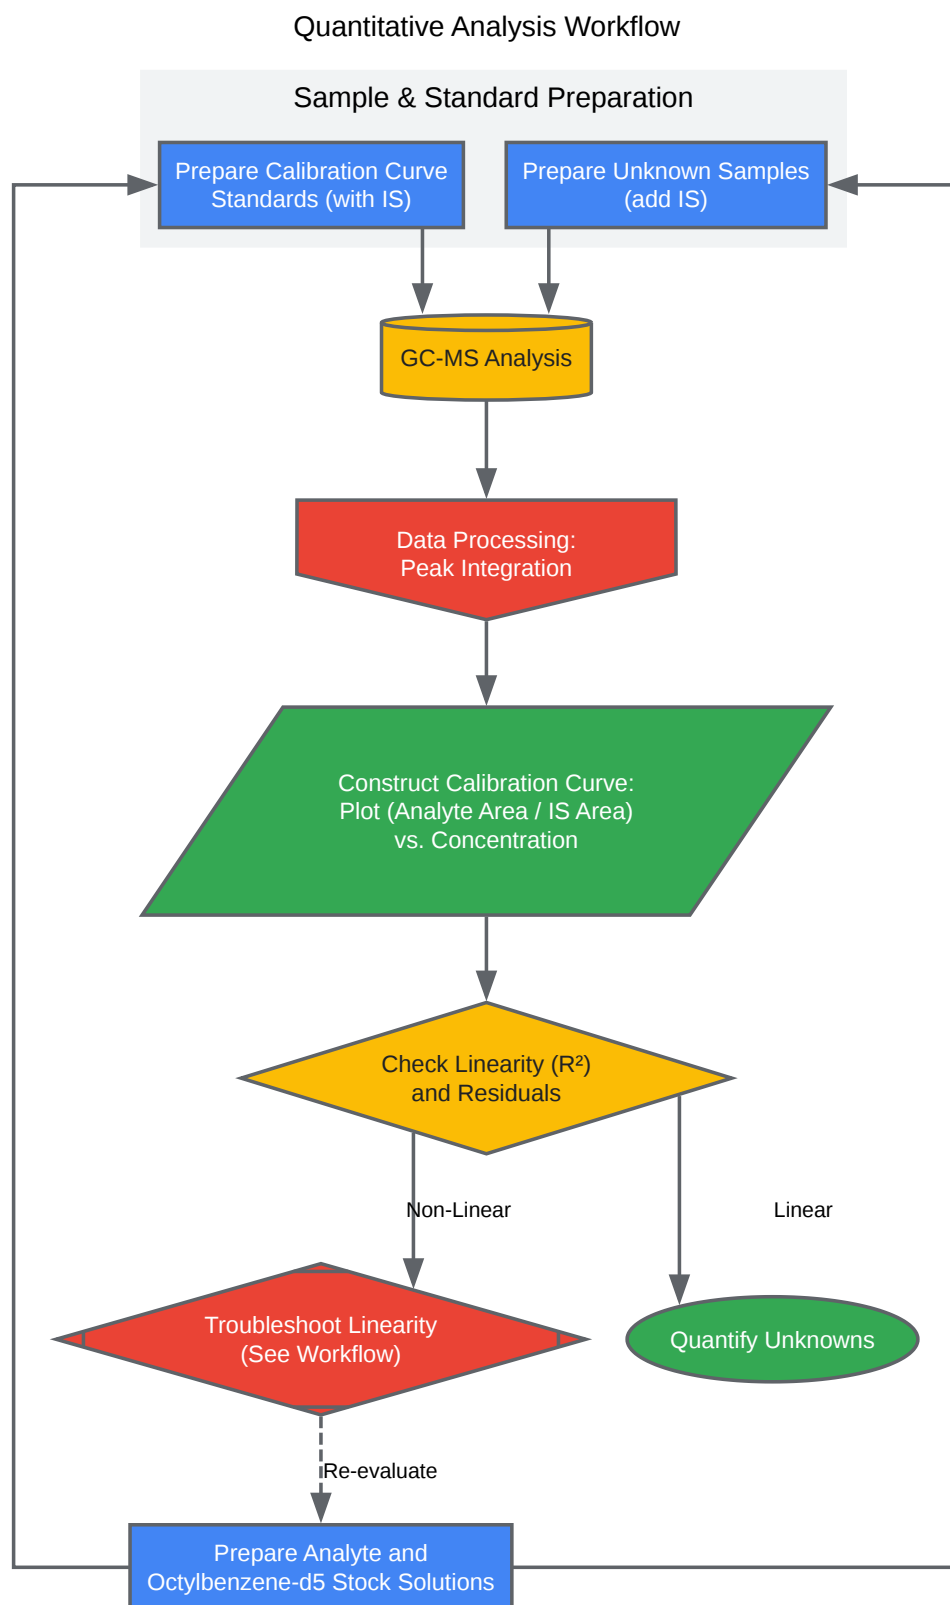 Quantitative Analysis Workflow
Sample & Standard Preparation
Prepare Calibration Curve
Standards (with IS)
Prepare Unknown Samples
(add IS)
GC-MS Analysis
Data Processing:
Peak Integration
Construct Calibration Curve:
Plot (Analyte Area / IS Area)
vs. Concentration
Check Linearity (R²)
and Residuals
Non-Linear
Linear
Troubleshoot Linearity
(See Workflow)
Quantify Unknowns
Re-evaluate
Prepare Analyte and
Octylbenzene-d5 Stock Solutions